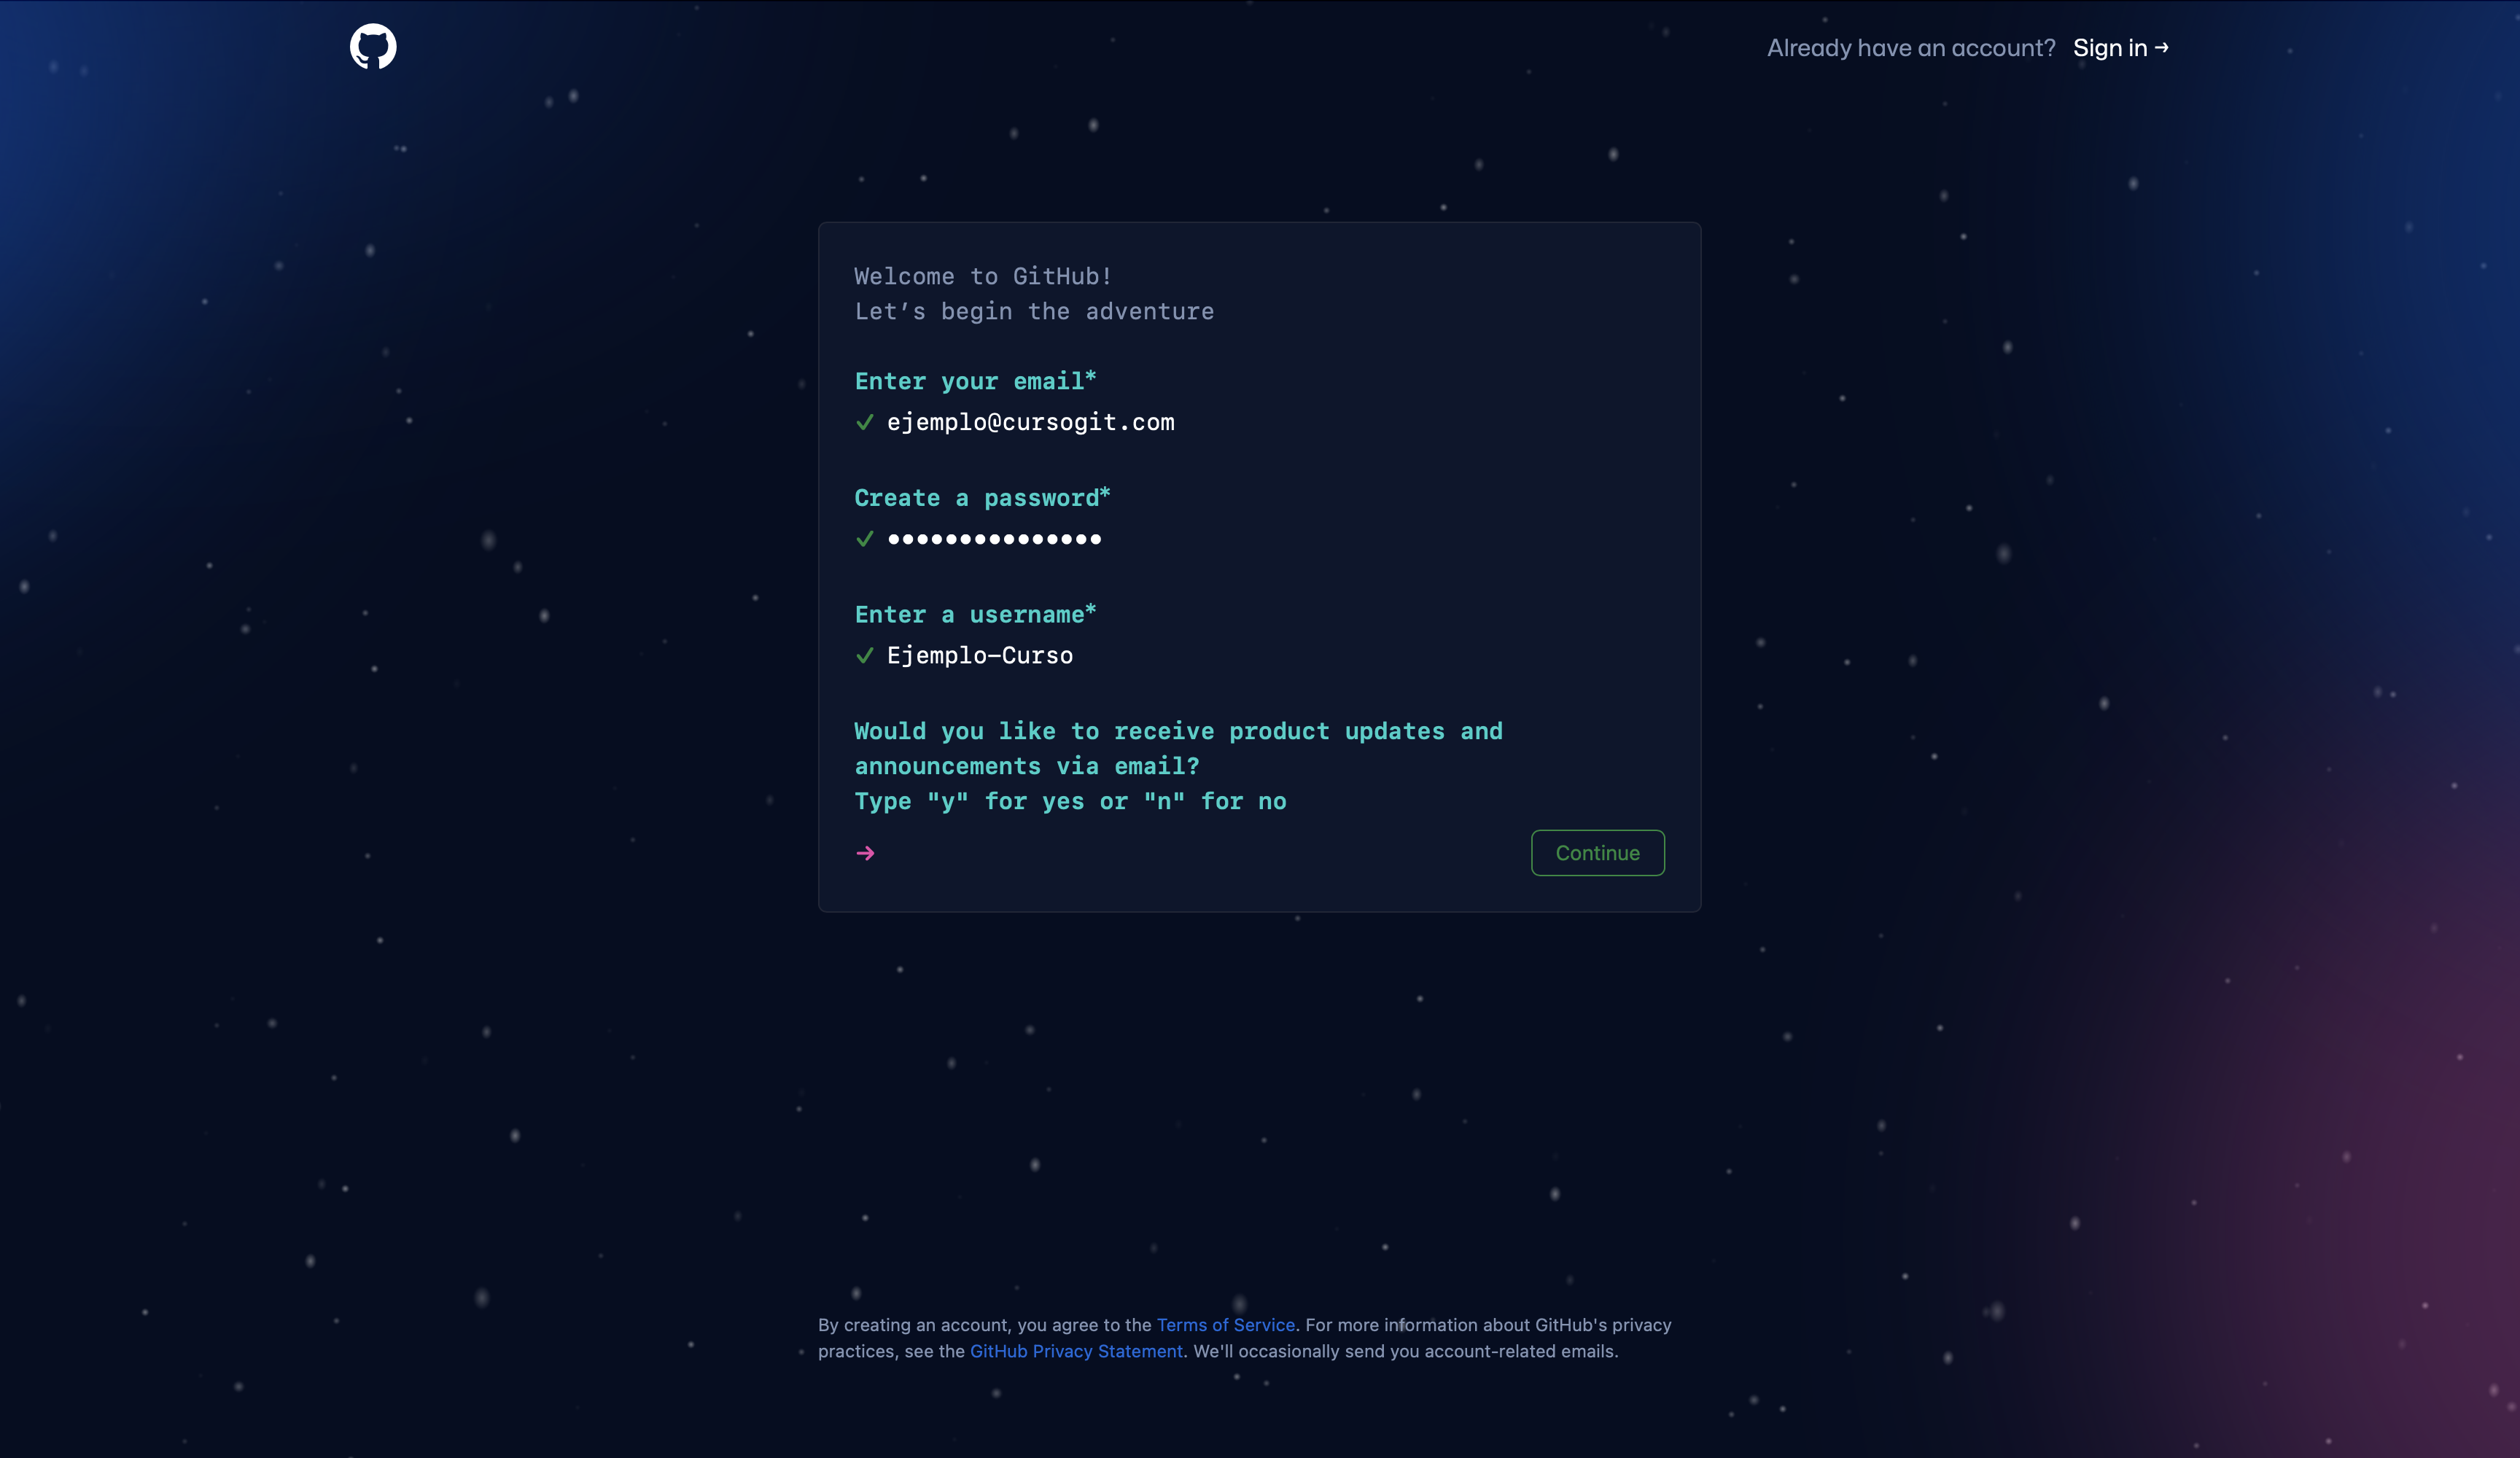 Already have an account? Sign in →
Welcome to GitHub!
Let’s begin the adventure
Enter your email*
✓ ejemplo@cursogit.com
Create a password*
✓ •••••••••••••••
Enter a username*
✓ Ejemplo-Curso
Would you like to receive product updates and
announcements via email?
Type "y" for yes or "n" for no
→ Continue
By creating an account, you agree to the Terms of Service. For more information about GitHub's privacy
practices, see the GitHub Privacy Statement. We'll occasionally send you account-related emails.